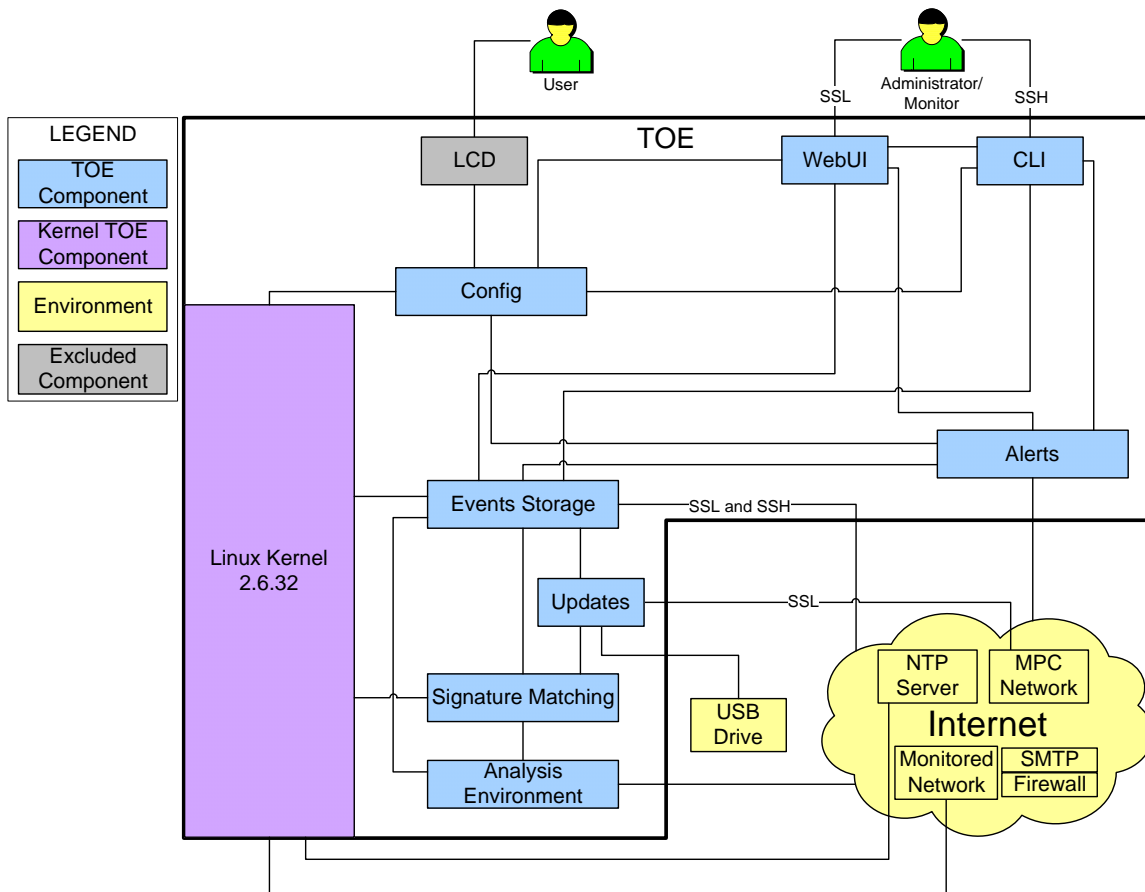 User
Administrator/
Monitor
SSL
SSH
LEGEND
TOE
Component
Kernel TOE
Component
Environment
Excluded
Component
TOE
LCD
WebUI
CLI
Config
Alerts
Events Storage
SSL and SSH
Linux Kernel
2.6.32
Updates
SSL
Signature Matching
USB
Drive
Analysis
Environment
NTP
Server
MPC
Network
Internet
Monitored
Network
SMTP
Firewall